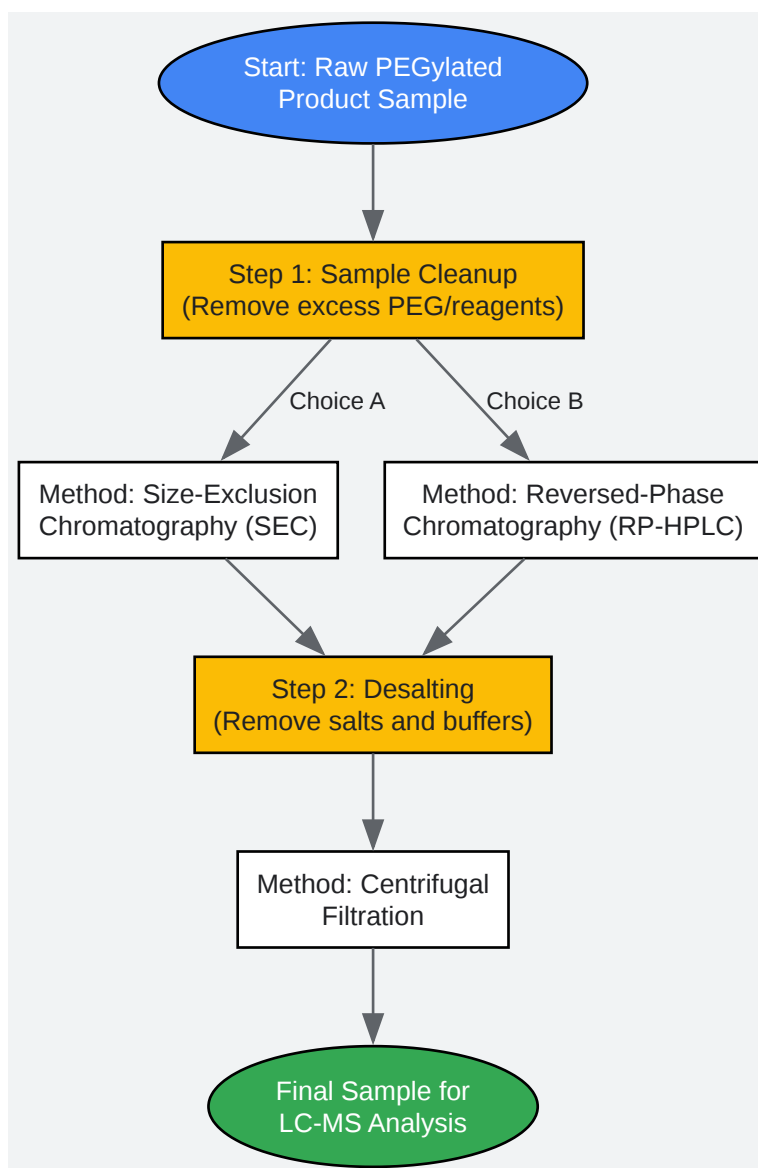 Start: Raw PEGylated
Product Sample
Step 1: Sample Cleanup
(Remove excess PEG/reagents)
Choice A
Choice B
Method: Size-Exclusion
Chromatography (SEC)
Method: Reversed-Phase
Chromatography (RP-HPLC)
Step 2: Desalting
(Remove salts and buffers)
Method: Centrifugal
Filtration
Final Sample for
LC-MS Analysis